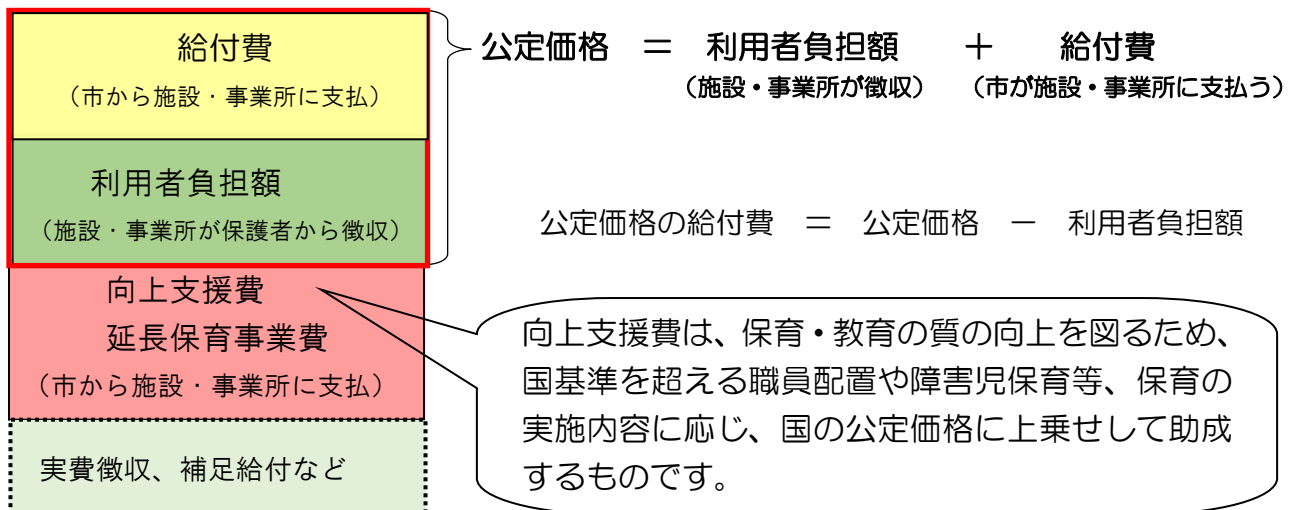 給付費
（市から施設・事業所に支払）
利用者負担額
（施設・事業所が保護者から徴収）
向上支援費
延長保育事業費
（市から施設・事業所に支払）
実費徴収、補足給付など
公定価格　＝　利用者負担額　＋　給付費
（施設・事業所が徴収）　（市が施設・事業所に支払う）
公定価格の給付費　＝　公定価格　－　利用者負担額
向上支援費は、保育・教育の質の向上を図るため、
国基準を超える職員配置や障害児保育等、保育の
実施内容に応じ、国の公定価格に上乗せして助成
するものです。